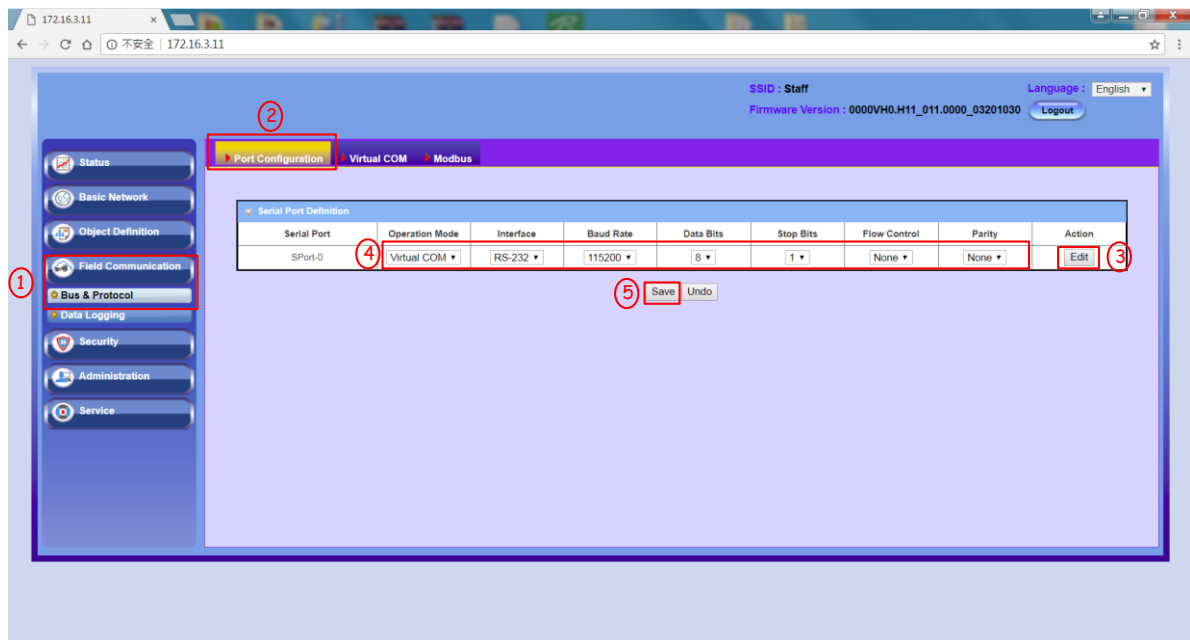 172.16.3.11
不安全 | 172.16.3.11
SSID : Staff
Language : English
Firmware Version : 0000VH0.H11_011.0000_03201030 Logout
2
Port Configuration Virtual COM Modbus
Status
Basic Network
Object Definition
1
Field Communication
Bus & Protocol
Data Logging
Security
Administration
Service
Serial Port Definition
Serial Port Operation Mode Interface Baud Rate Data Bits Stop Bits Flow Control Parity Action
SPort-0 4 Virtual COM RS-232 115200 8 1 None None Edit 3
5 Save Undo